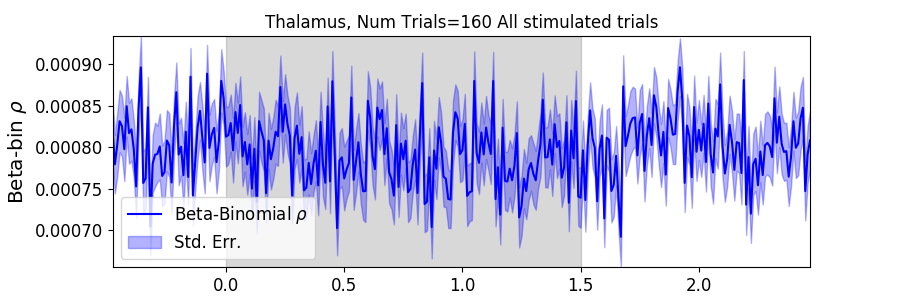 Thalamus, Num Trials=160 All stimulated trials
Beta-bin ρ
0.00090
0.00085
0.00080
0.00075
0.00070
Beta-Binomial ρ
Std. Err.
0.0 0.5 1.0 1.5 2.0